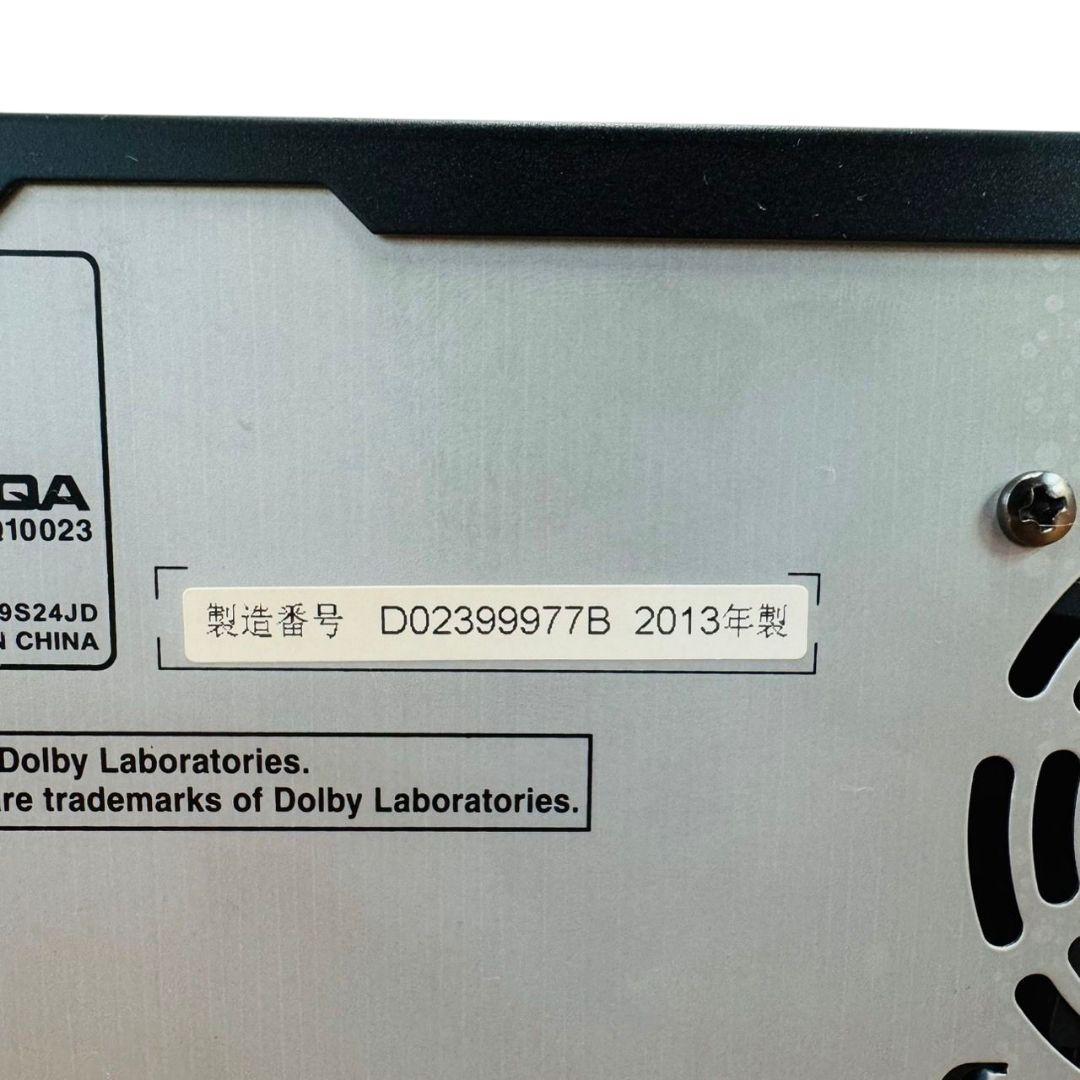 QA
10023
9S24JD
CHINA
製造番号 D02399977B 2013年製
Dolby Laboratories.
are trademarks of Dolby Laboratories.